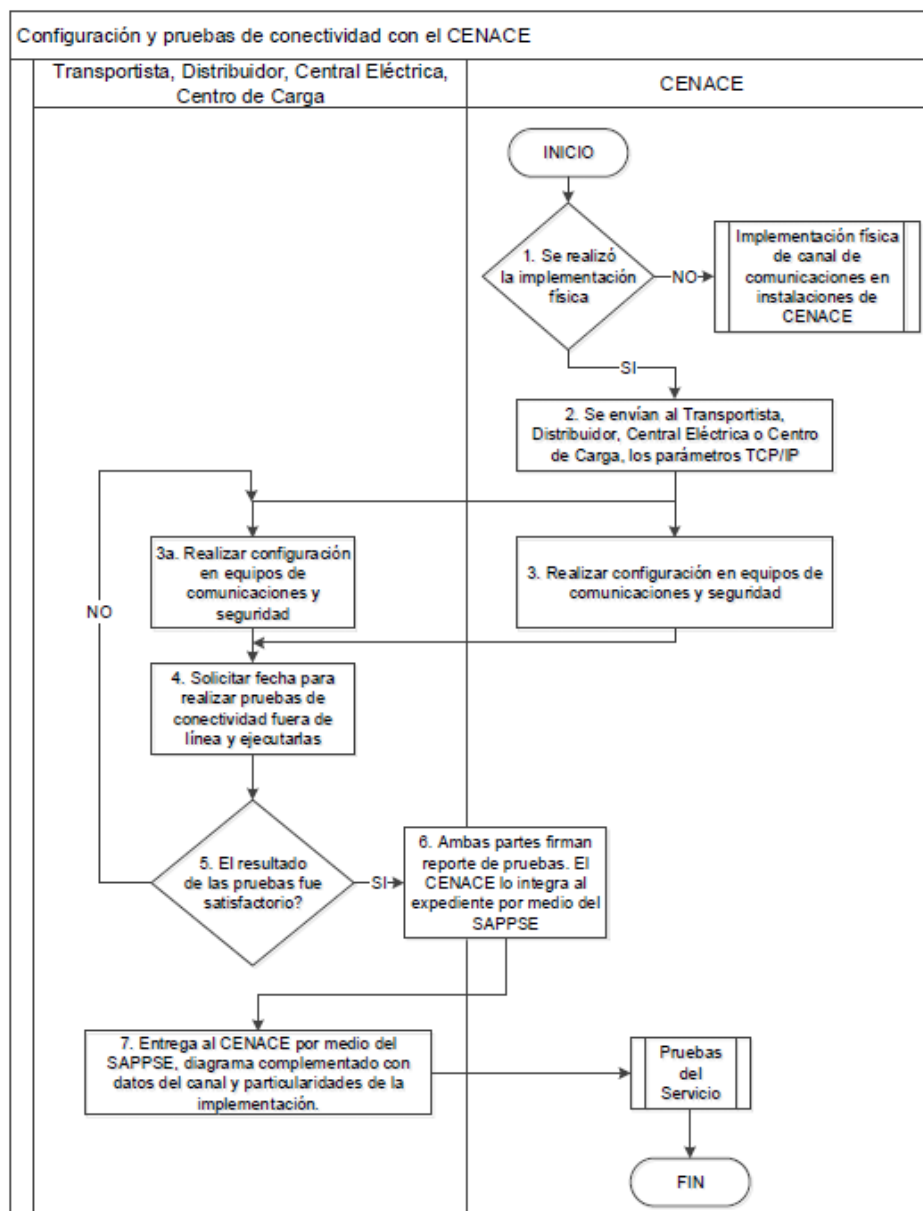 Configuración y pruebas de conectividad con el CENACE
Transportista, Distribuidor, Central Eléctrica,
Centro de Carga
CENACE
INICIO
1. Se realizó
la implementación
física
NO
Implementación física
de canal de
comunicaciones en
instalaciones de
CENACE
SI
2. Se envían al Transportista,
Distribuidor, Central Eléctrica o Centro
de Carga, los parámetros TCP/IP
3a. Realizar configuración
en equipos de
comunicaciones y
seguridad
3. Realizar configuración en equipos de
comunicaciones y seguridad
NO
4. Solicitar fecha para
realizar pruebas de
conectividad fuera de
línea y ejecutarlas
5. El resultado
de las pruebas fue
satisfactorio?
SI
6. Ambas partes firman
reporte de pruebas. El
CENACE lo integra al
expediente por medio del
SAPPSE
7. Entrega al CENACE por medio del
SAPPSE, diagrama complementado con
datos del canal y particularidades de la
implementación.
Pruebas
del
Servicio
FIN